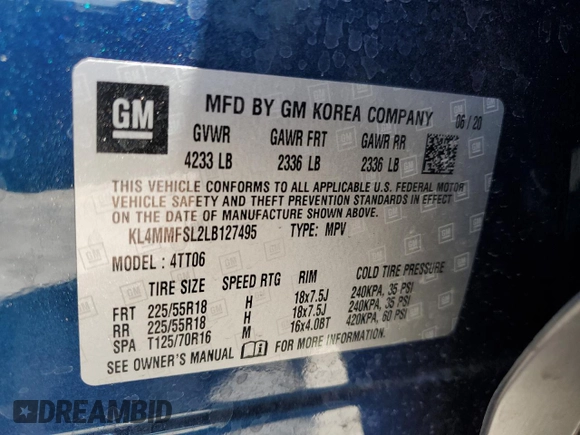 GM
MFD BY GM KOREA COMPANY 06/20
GVWR GAWR FRT GAWR RR
4233 LB 2336 LB 2336 LB
THIS VEHICLE CONFORMS TO ALL APPLICABLE U.S. FEDERAL MOTOR
VEHICLE SAFETY AND THEFT PREVENTION STANDARDS IN EFFECT
ON THE DATE OF MANUFACTURE SHOWN ABOVE.
KL4MMFSL2LB127495 TYPE: MPV
MODEL: 4TT06
TIRE SIZE SPEED RTG RIM COLD TIRE PRESSURE
FRT 225/55R18 H 18x7.5J 240KPA, 35 PSI
RR 225/55R18 H 18x7.5J 240KPA, 35 PSI
SPA T125/70R16 M 16x4.0BT 420KPA, 60 PSI
SEE OWNER'S MANUAL FOR MORE INFORMATION.
DREAMBID